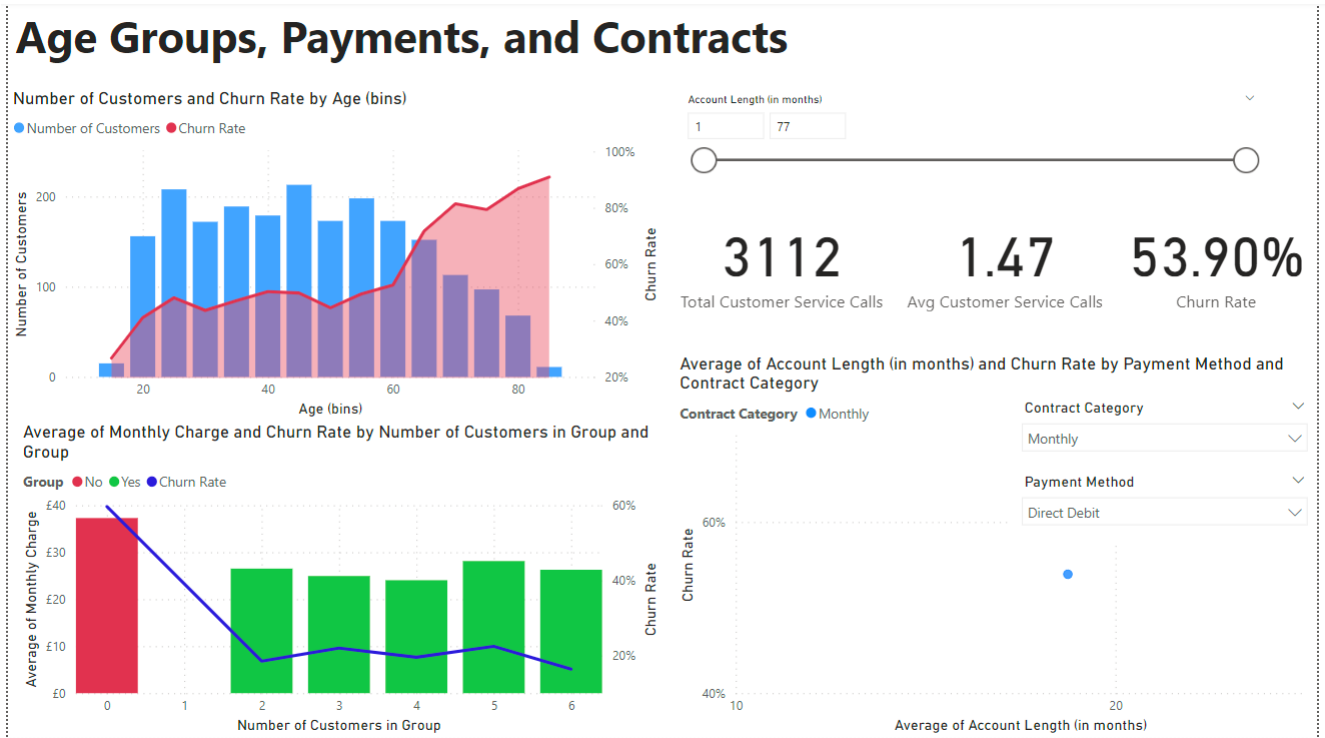 Age Groups, Payments, and Contracts
Number of Customers and Churn Rate by Age (bins)
Number of Customers Churn Rate
Number of Customers
200
100
0
100%
80%
60%
40%
20%
Churn Rate
20 40 60 80
Age (bins)
Account Length (in months)
1 77
3112 1.47 53.90%
Total Customer Service Calls Avg Customer Service Calls Churn Rate
Average of Monthly Charge and Churn Rate by Number of Customers in Group and
Group
Group No Yes Churn Rate
Average of Monthly Charge
£40
£30
£20
£10
£0
60%
40%
20%
Churn Rate
0 1 2 3 4 5 6
Number of Customers in Group
Average of Account Length (in months) and Churn Rate by Payment Method and
Contract Category
Contract Category Monthly
Contract Category
Monthly
Payment Method
Direct Debit
Churn Rate
60%
40%
10 20
Average of Account Length (in months)